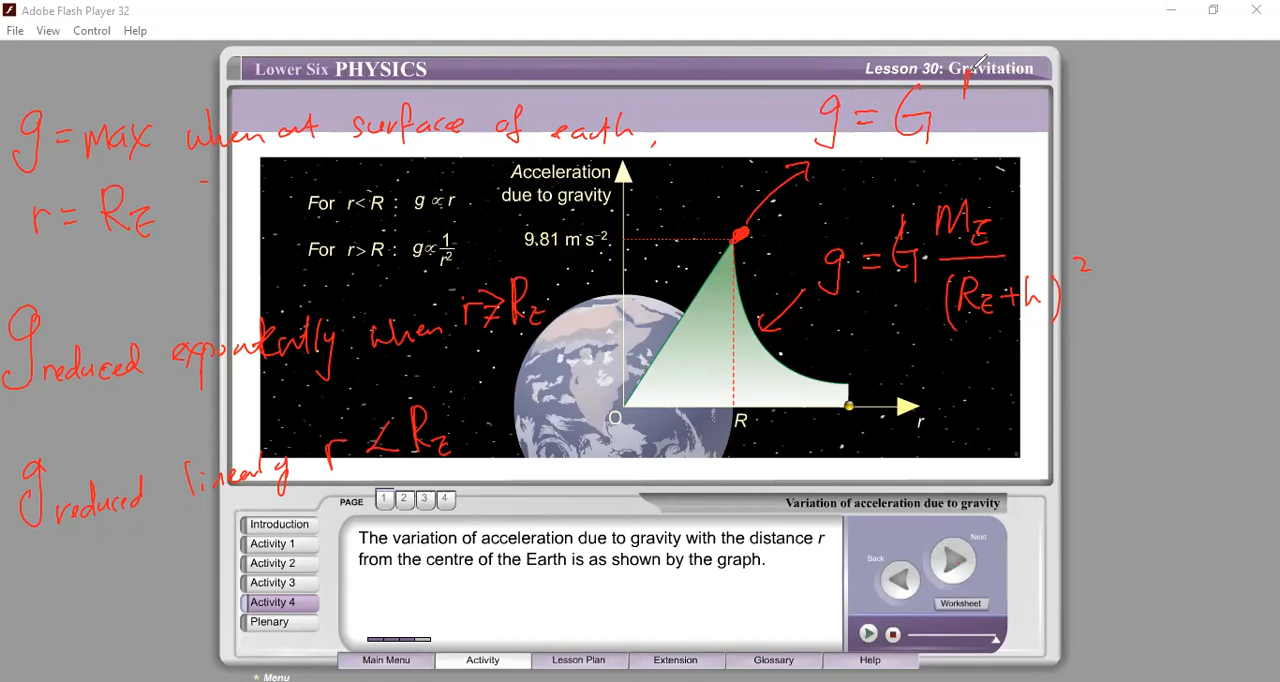 Adobe Flash Player 32
File View Control Help
Lower Six PHYSICS
Lesson 30: Gravitation
g = max when at surface of earth,
r = RE
g = G
For r < R : g ∝ r
For r > R : g ∝ 1/r²
Acceleration
due to gravity
9.81 m s⁻².
g = G ME/(RE+h)²
g reduced expontially when r > RE
g reduced linearly r < RE
O
R
r
PAGE 1 2 3 4
Variation of acceleration due to gravity
Introduction
Activity 1
Activity 2
Activity 3
Activity 4
Plenary
The variation of acceleration due to gravity with the distance r
from the centre of the Earth is as shown by the graph.
Back
Next
Worksheet
Main Menu Activity Lesson Plan Extension Glossary Help
Menu